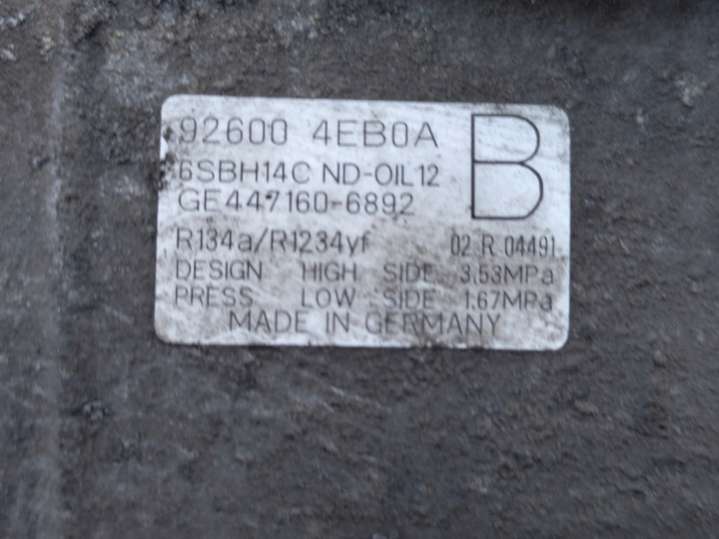 92600 4EB0A
B
6SBH14C ND-OIL12
GE447160-6892
R134a/R1234yf 02 R 04491
DESIGN HIGH SIDE 3.53MPa
PRESS LOW SIDE 1.67MPa
MADE IN GERMANY